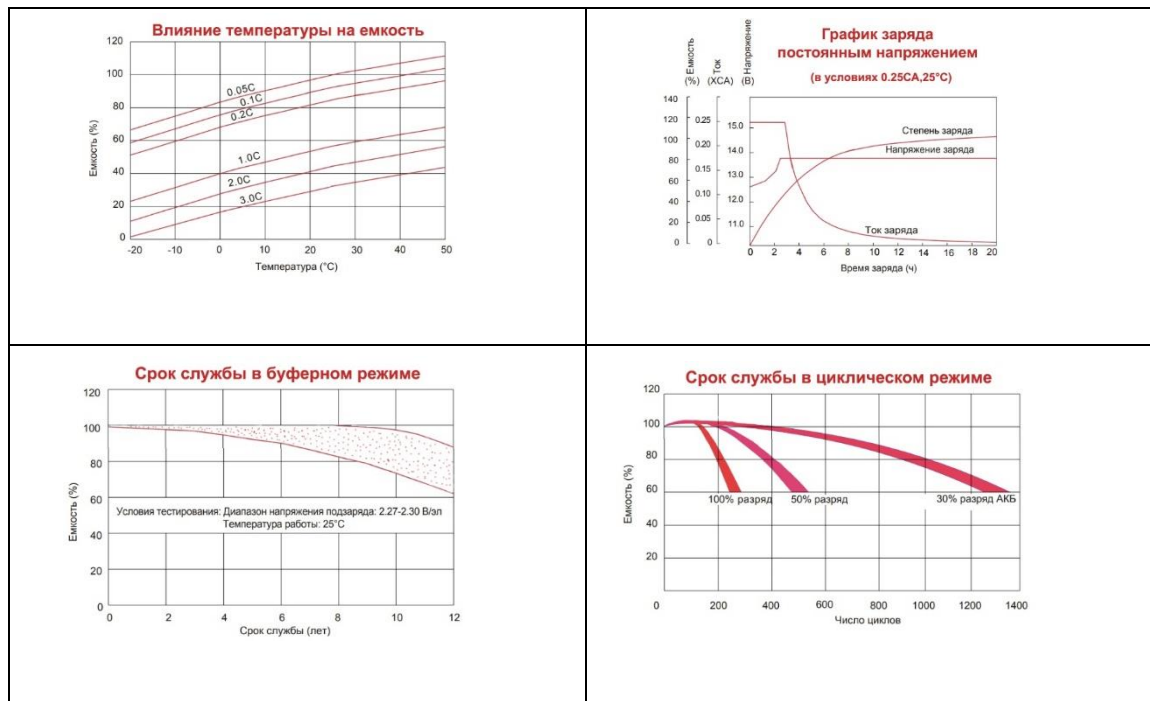 Влияние температуры на емкость
120
100
80
60
40
20
0
Емкость (%)
0.05C
0.1C
0.2C
1.0C
2.0C
3.0C
-20 -10 0 10 20 30 40 50
Температура (°C)
График заряда
постоянным напряжением
(в условиях 0.25CA,25°C)
Емкость
(%)
Ток
(XCA)
Напряжение
(В)
140
120
100
80
60
40
20
0
0.25
0.20
0.15
0.10
0.05
0
15.0
14.0
13.0
12.0
11.0
Степень заряда
Напряжение заряда
Ток заряда
0 2 4 6 8 10 12 14 16 18 20
Время заряда (ч)
Срок службы в буферном режиме
120
100
80
60
40
20
0
Емкость (%)
Условия тестирования: Диапазон напряжения подзаряда: 2.27-2.30 В/эл
Температура работы: 25°C
0 2 4 6 8 10 12
Срок службы (лет)
Срок службы в циклическом режиме
120
100
80
60
40
20
Емкость (%)
100% разряд
50% разряд
30% разряд АКБ
0 200 400 600 800 1000 1200 1400
Число циклов